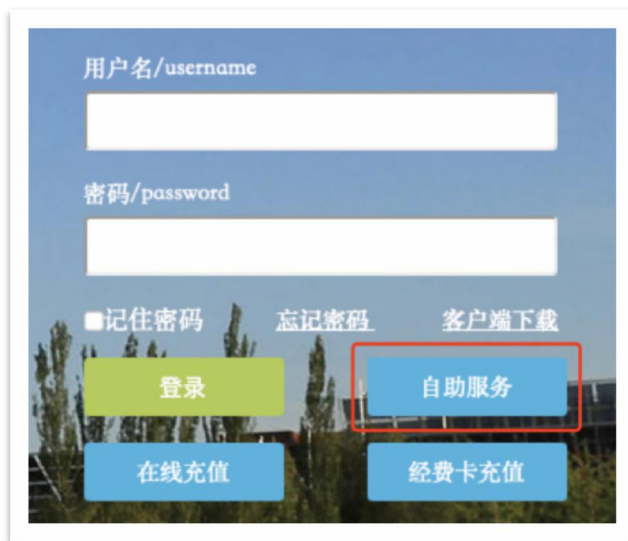 用户名/username
密码/password
记住密码 忘记密码 客户端下载
登录 自助服务
在线充值 经费卡充值